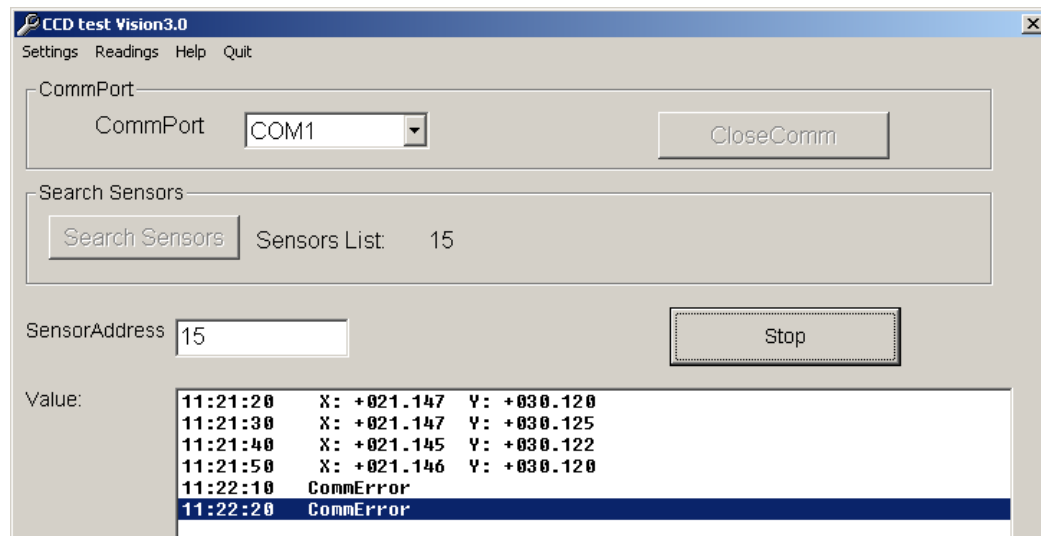 CCD test Vision3.0
Settings Readings Help Quit
CommPort
CommPort COM1 CloseComm
Search Sensors
Search Sensors Sensors List: 15
SensorAddress 15 Stop
Value:
11:21:20 X: +021.147 Y: +030.120
11:21:30 X: +021.147 Y: +030.125
11:21:40 X: +021.145 Y: +030.122
11:21:50 X: +021.146 Y: +030.120
11:22:10 CommError
11:22:20 CommError